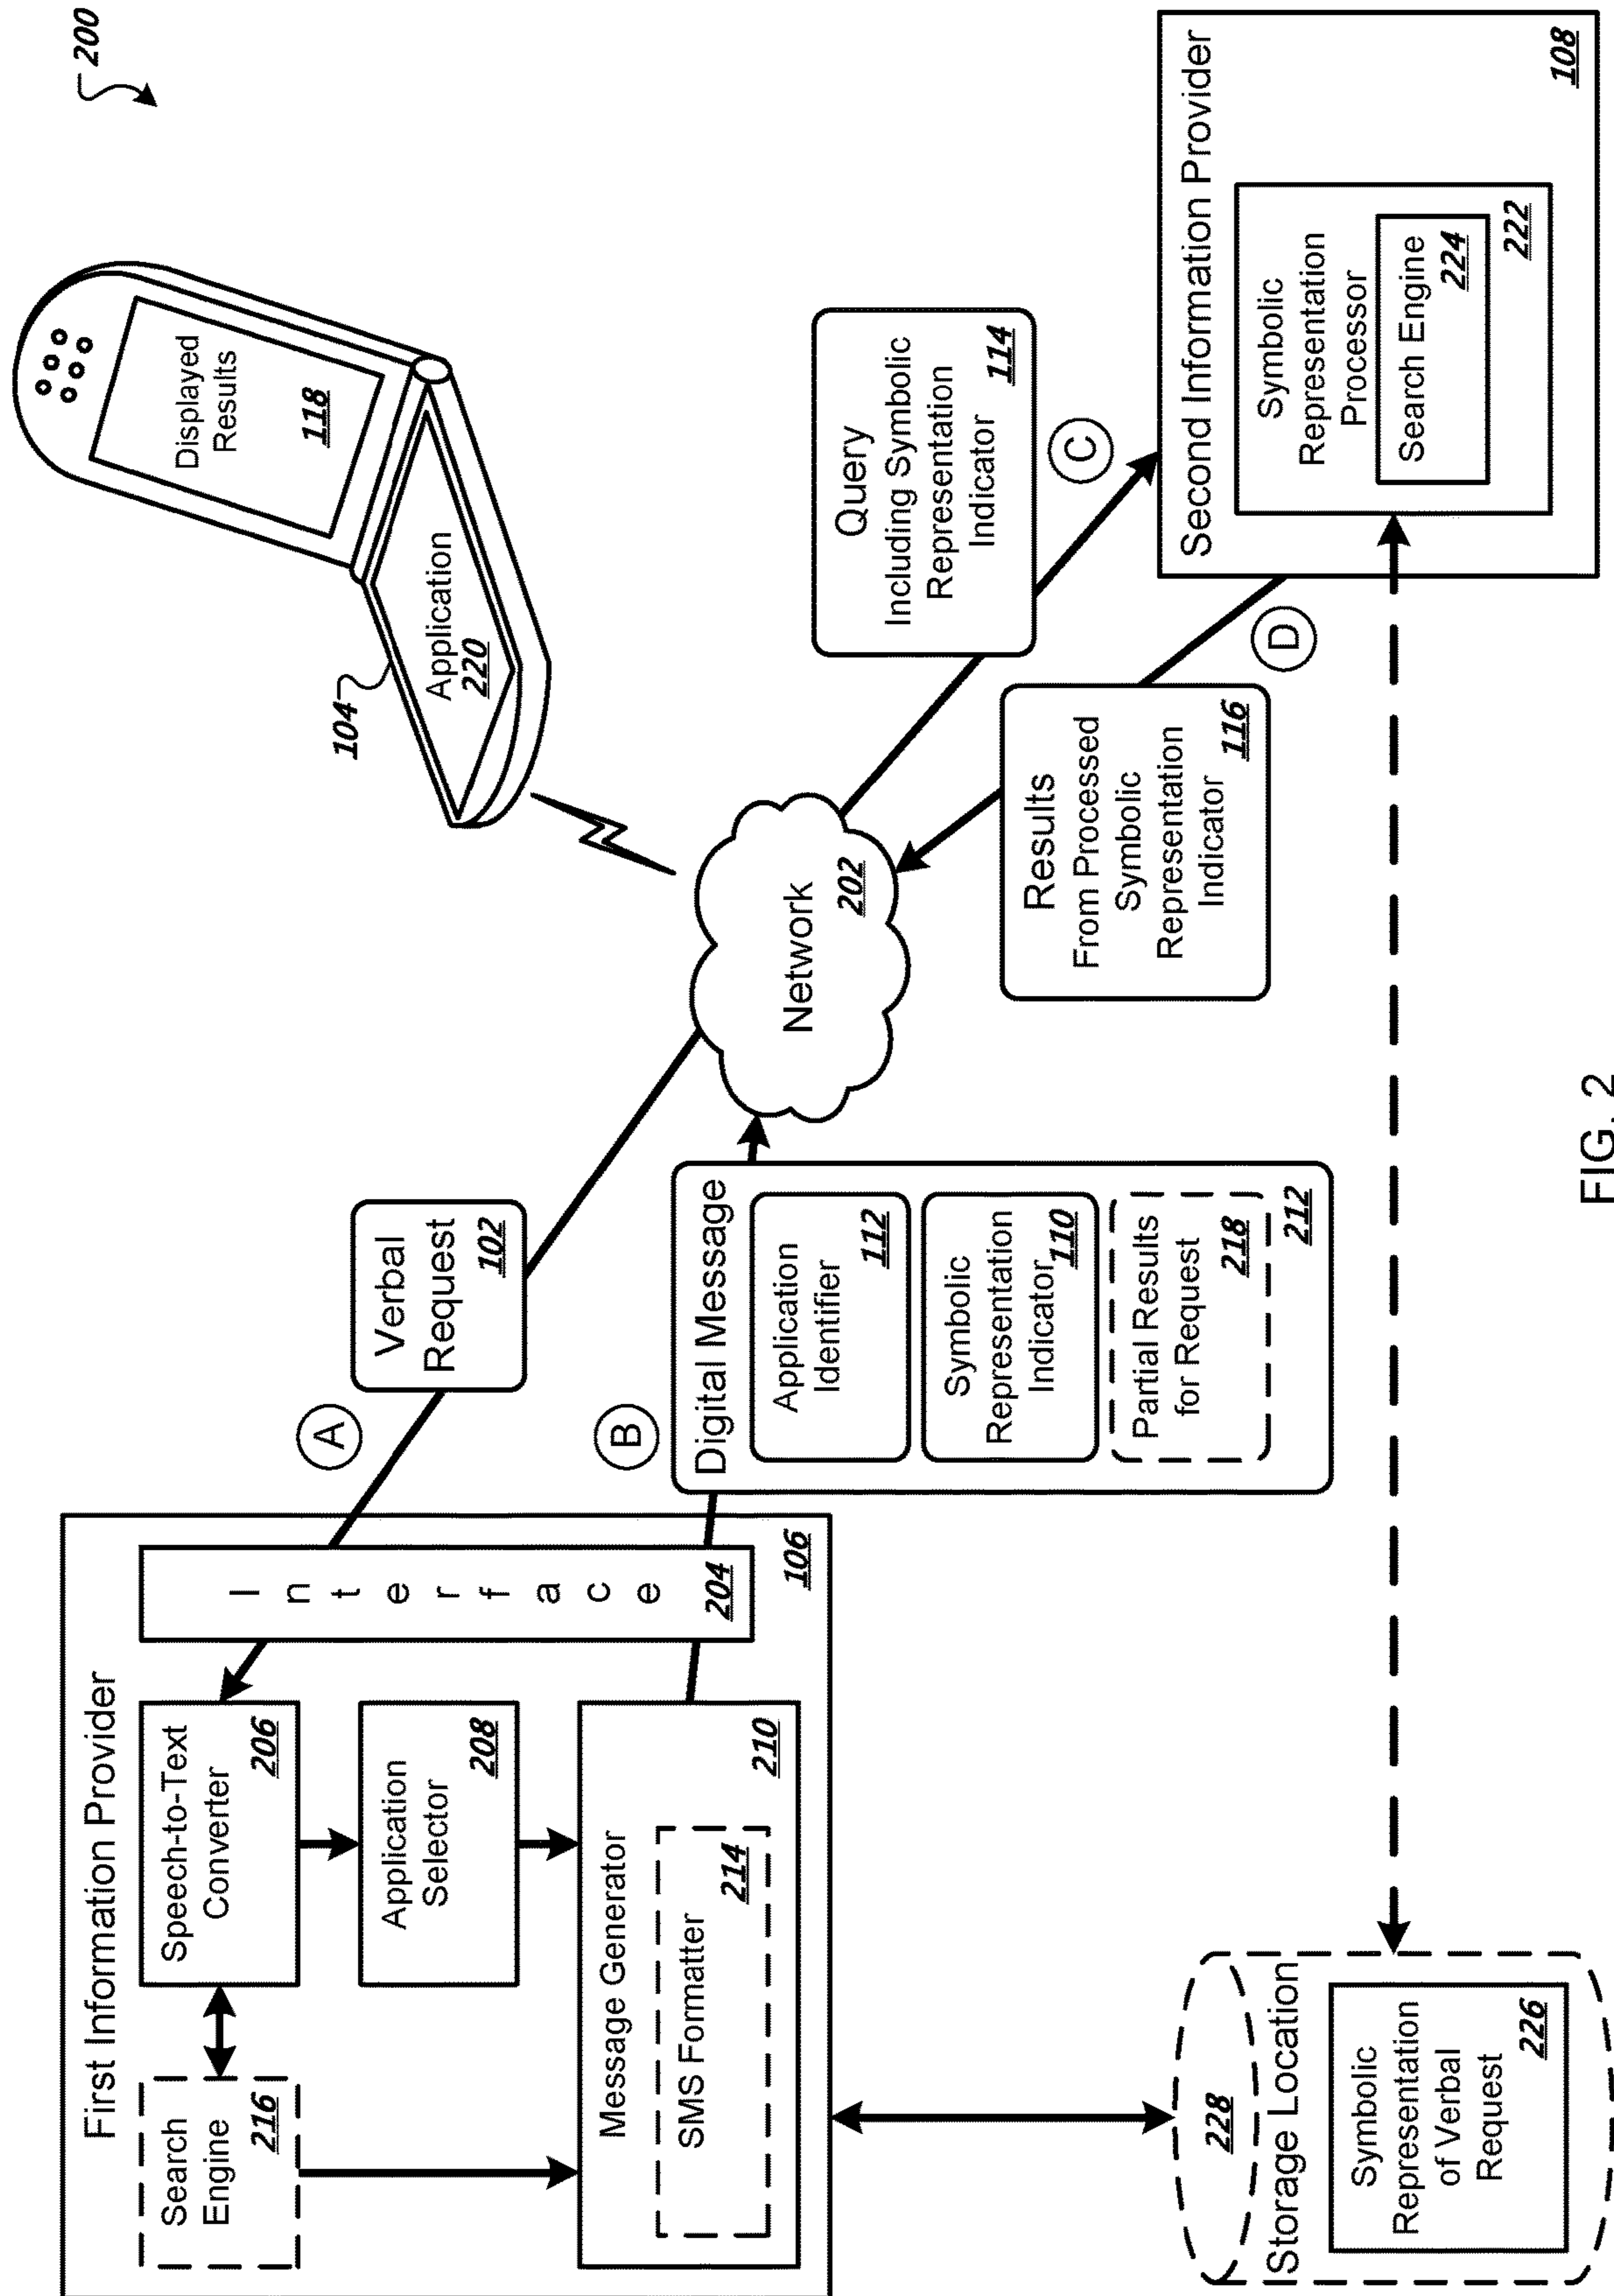 200
First Information Provider
Search
Engine
216
Speech-to-Text
Converter
206
Application
Selector
208
Message Generator
SMS Formatter
214
210
Interface
204
106
A
Verbal
Request
102
B
Digital Message
Application
Identifier
112
Symbolic
Representation
Indicator
110
Partial Results
for Request
218
212
Network
202
Displayed
Results
118
Application
220
104
Query
Including Symbolic
Representation
Indicator
114
C
Results
From Processed
Symbolic
Representation
Indicator
116
D
Second Information Provider
Symbolic
Representation
Processor
Search Engine
224
222
108
228
Storage Location
Symbolic
Representation
of Verbal
Request
226
FIG. 2